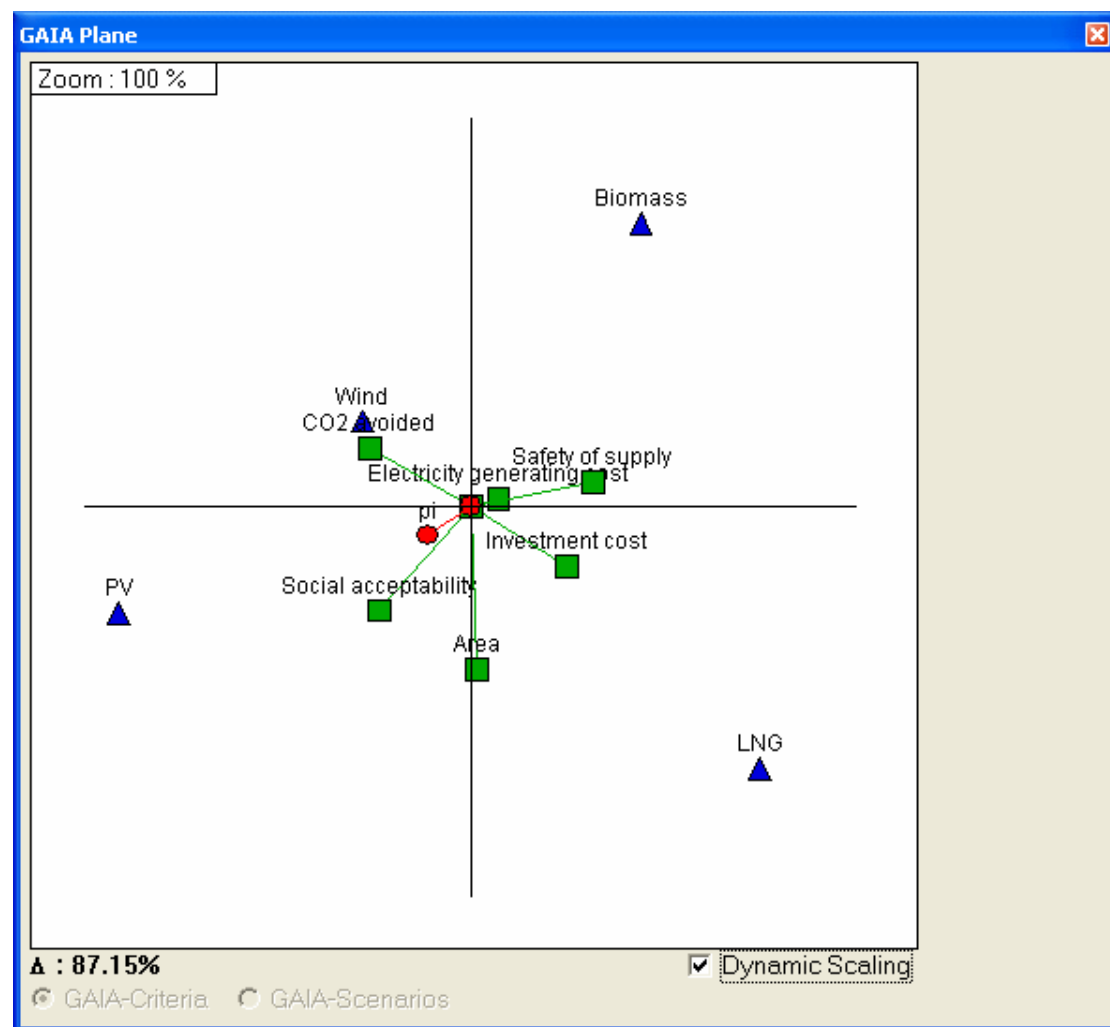 GAIA Plane
Zoom : 100 %
Biomass
Wind
CO2 avoided
Safety of supply
Electricity generating cost
pi
Investment cost
Social acceptability
PV
Area
LNG
Δ : 87.15%
Dynamic Scaling
GAIA-Criteria
GAIA-Scenarios